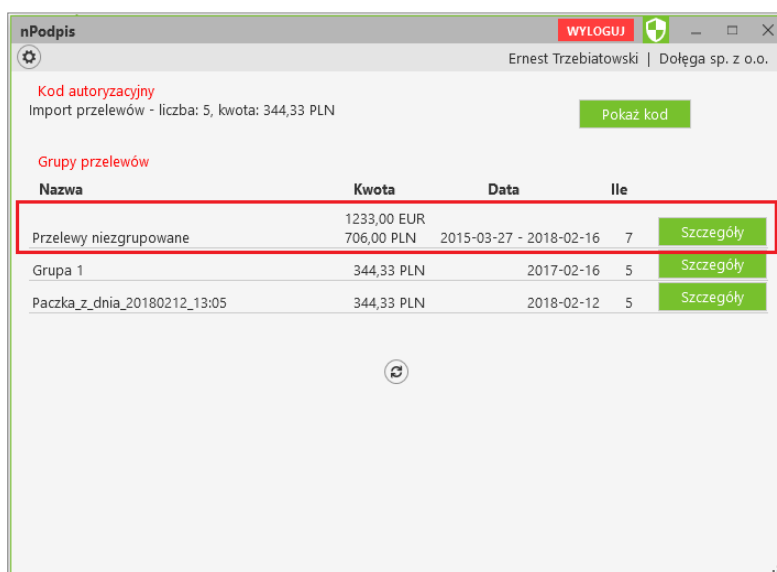 nPodpis WYLOGUJ
Ernest Trzebiatowski | Dołęga sp. z o.o.
Kod autoryzacyjny
Import przelewów - liczba: 5, kwota: 344,33 PLN Pokaż kod
Grupy przelewów
Nazwa Kwota Data Ile
1233,00 EUR
Przelewy niezgrupowane 706,00 PLN 2015-03-27 - 2018-02-16 7 Szczegóły
Grupa 1 344,33 PLN 2017-02-16 5 Szczegóły
Paczka_z_dnia_20180212_13:05 344,33 PLN 2018-02-12 5 Szczegóły